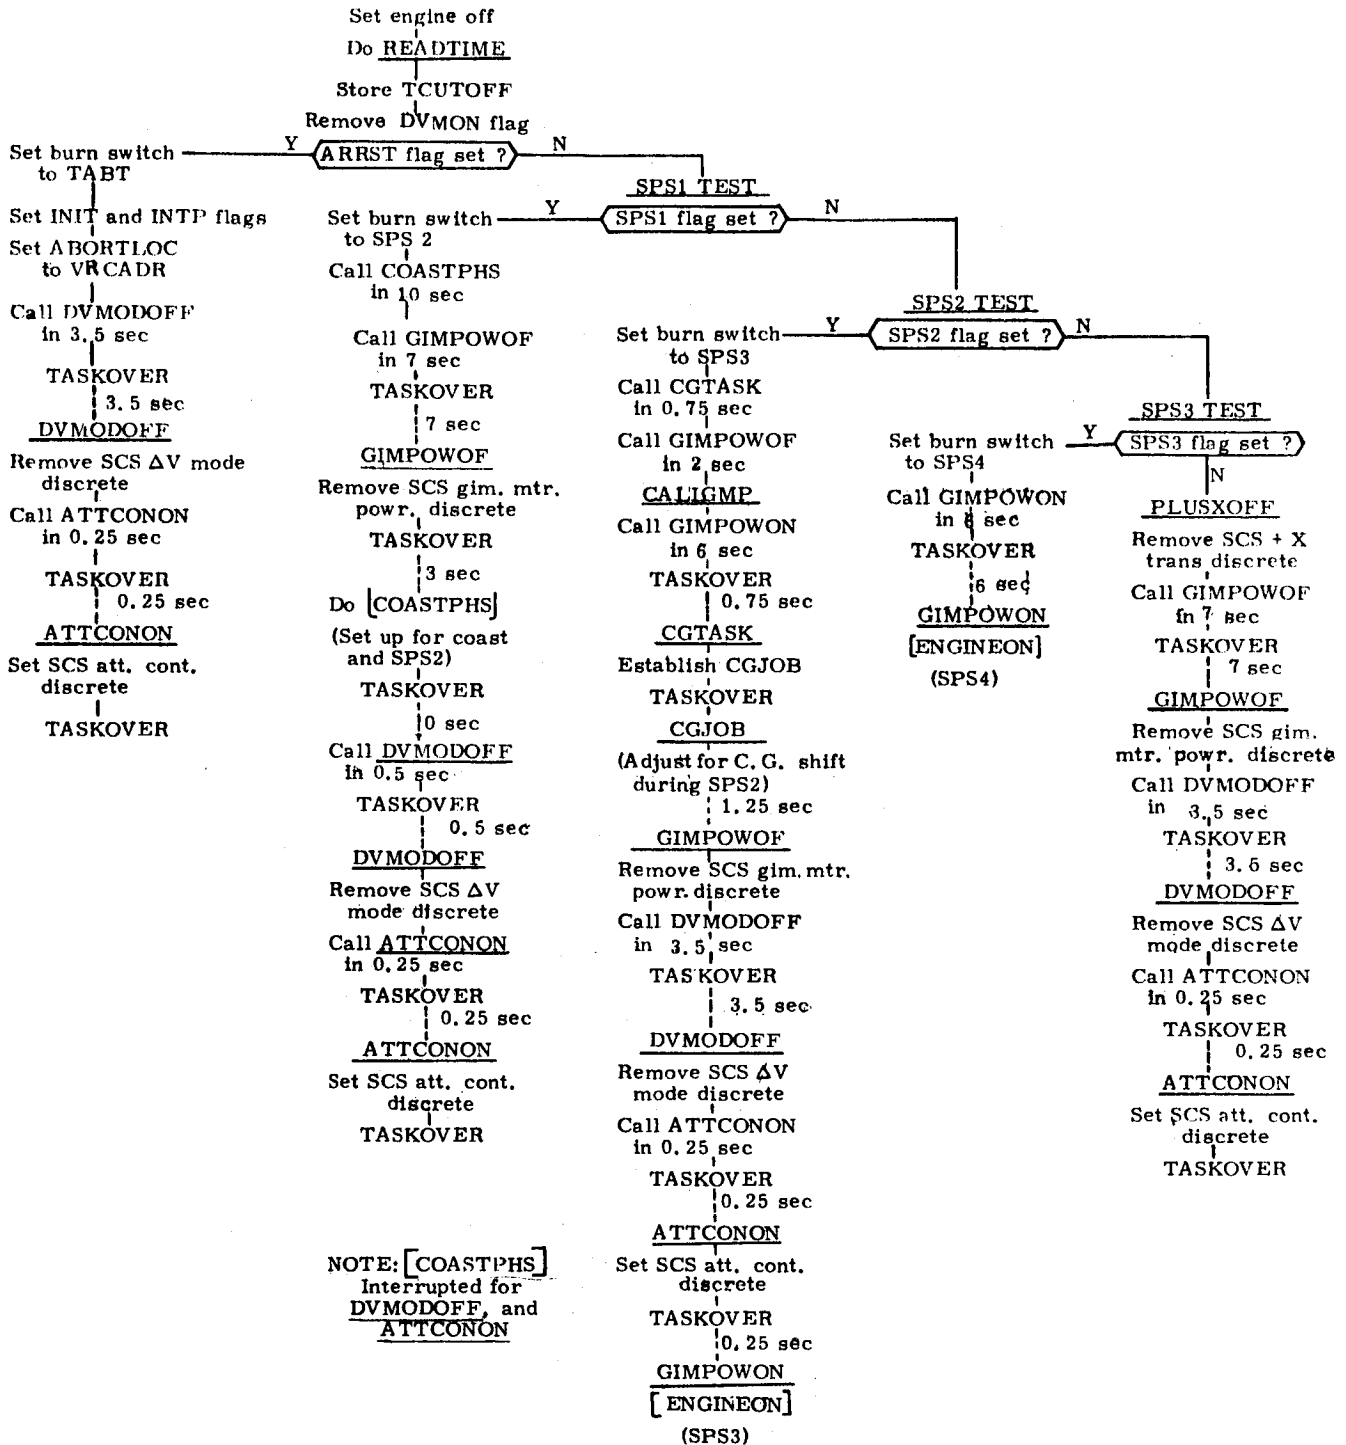 Set engine off
Do READTIME
Store TCUTOFF
Remove DVMON flag
Y
ARRST flag set ?
N
Set burn switch
to TABT
Set INIT and INTP flags
Set ABORTLOC
to VRCADR
Call DVMODOFF
in 3.5 sec
TASKOVER
3.5 sec
DVMODOFF
Remove SCS ΔV mode
discrete
Call ATTCONON
in 0.25 sec
TASKOVER
0.25 sec
ATTCONON
Set SCS att. cont.
discrete
TASKOVER
SPS1 TEST
Y
SPS1 flag set ?
N
Set burn switch
to SPS 2
Call COASTPHS
in 10 sec
Call GIMPOWOF
in 7 sec
TASKOVER
7 sec
GIMPOWOF
Remove SCS gim. mtr.
powr. discrete
TASKOVER
3 sec
Do [COASTPHS]
(Set up for coast
and SPS2)
TASKOVER
0 sec
Call DVMODOFF
in 0.5 sec
TASKOVER
0.5 sec
DVMODOFF
Remove SCS ΔV
mode discrete
Call ATTCONON
in 0.25 sec
TASKOVER
0.25 sec
ATTCONON
Set SCS att. cont.
discrete
TASKOVER
NOTE: [COASTPHS]
Interrupted for
DVMODOFF, and
ATTCONON
SPS2 TEST
Y
SPS2 flag set ?
N
Set burn switch
to SPS3
Call CGTASK
in 0.75 sec
Call GIMPOWOF
in 2 sec
CALIGMP
Call GIMPOWON
in 6 sec
TASKOVER
0.75 sec
CGTASK
Establish CGJOB
TASKOVER
CGJOB
(Adjust for C.G. shift
during SPS2)
1.25 sec
GIMPOWOF
Remove SCS gim. mtr.
powr. discrete
Call DVMODOFF
in 3.5 sec
TASKOVER
3.5 sec
DVMODOFF
Remove SCS ΔV
mode discrete
Call ATTCONON
in 0.25 sec
TASKOVER
0.25 sec
ATTCONON
Set SCS att. cont.
discrete
TASKOVER
0.25 sec
GIMPOWON
[ENGINEON]
(SPS3)
SPS3 TEST
Y
SPS3 flag set ?
N
Set burn switch
to SPS4
Call GIMPOWON
in sec
TASKOVER
6 sec
GIMPOWON
[ENGINEON]
(SPS4)
PLUSXOFF
Remove SCS + X
trans discrete
Call GIMPOWOF
in 7 sec
TASKOVER
7 sec
GIMPOWOF
Remove SCS gim.
mtr. powr. discrete
Call DVMODOFF
in 3.5 sec
TASKOVER
3.5 sec
DVMODOFF
Remove SCS ΔV
mode discrete
Call ATTCONON
in 0.25 sec
TASKOVER
0.25 sec
ATTCONON
Set SCS att. cont.
discrete
TASKOVER